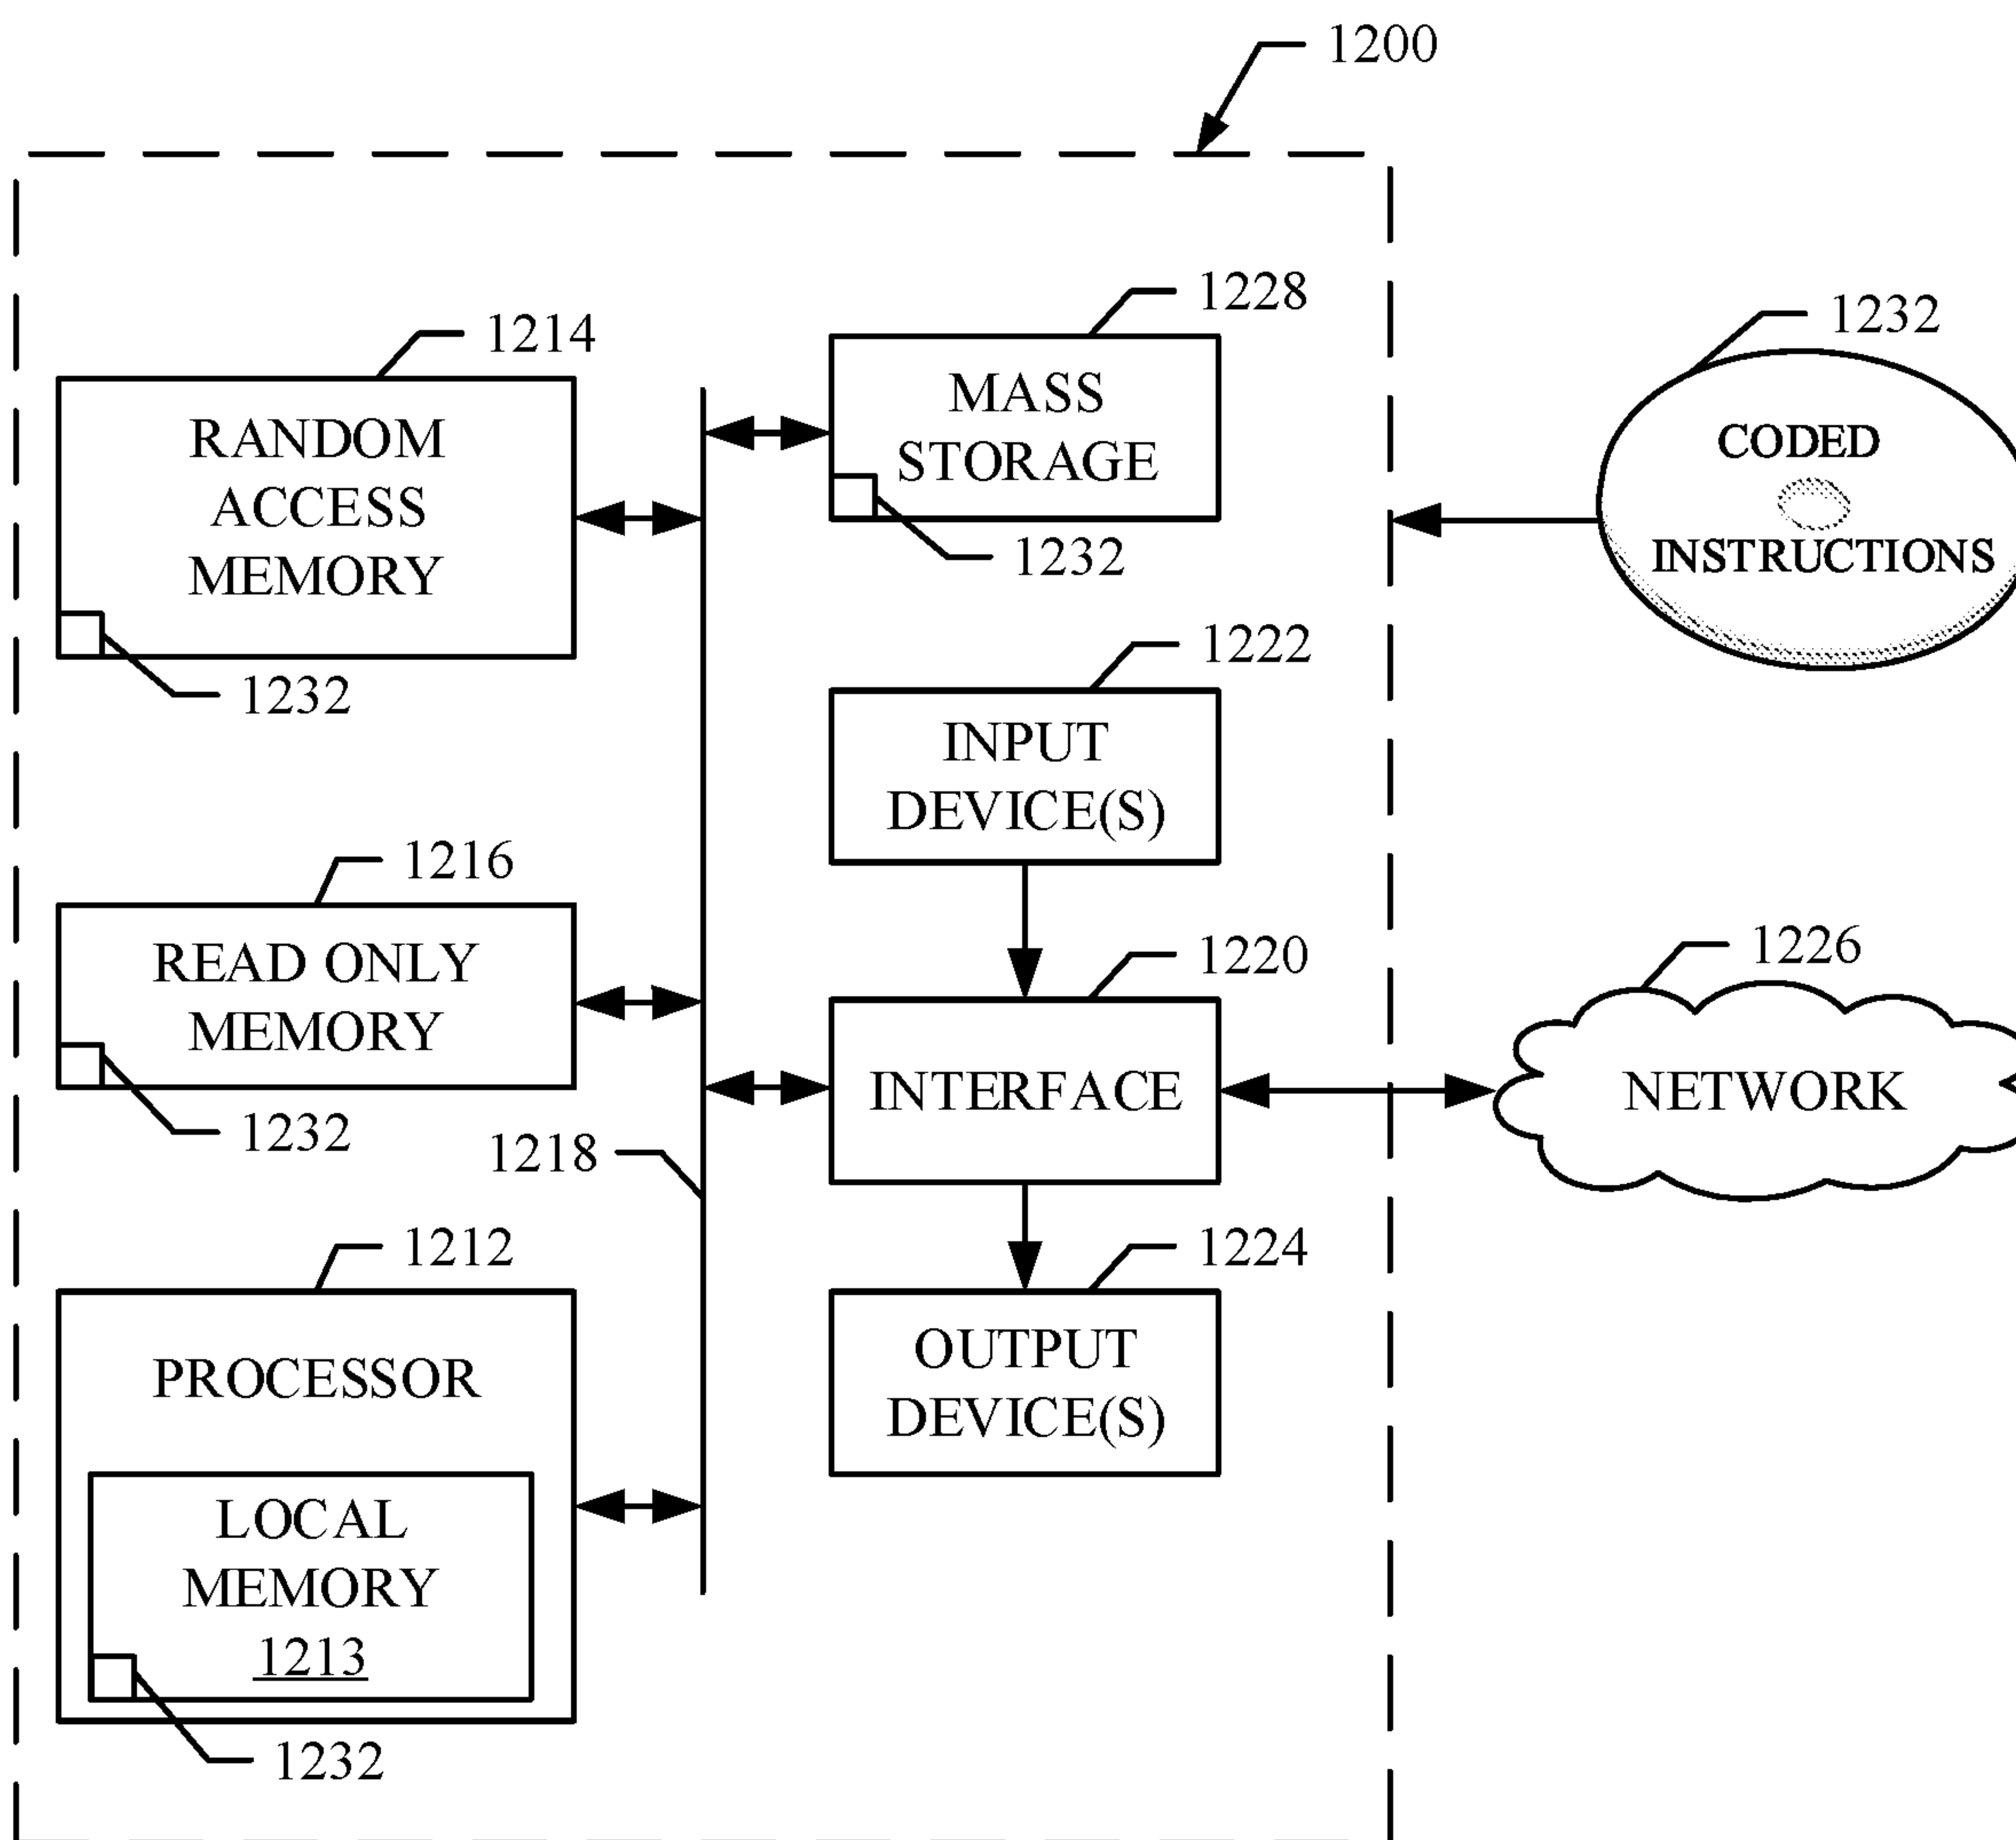 1200
1228
1214
1232
MASS
STORAGE
RANDOM
ACCESS
MEMORY
CODED
INSTRUCTIONS
1232
1232
1222
INPUT
DEVICE(S)
1216
READ ONLY
MEMORY
1220
1226
INTERFACE
NETWORK
1232
1218
1212
1224
PROCESSOR
OUTPUT
DEVICE(S)
LOCAL
MEMORY
1213
1232